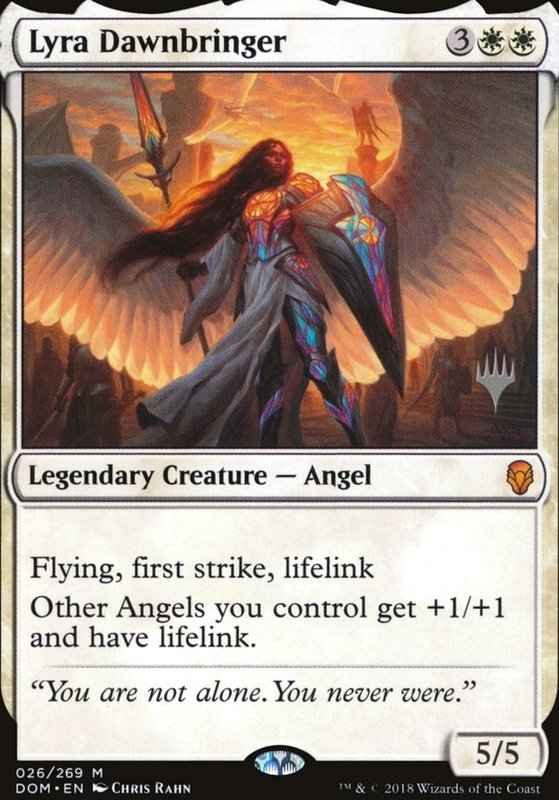 Lyra Dawnbringer 3
Legendary Creature — Angel
Flying, first strike, lifelink
Other Angels you control get +1/+1
and have lifelink.
“You are not alone. You never were.”
5/5
026/269 M
DOM • EN Chris Rahn
™ & © 2018 Wizards of the Coast